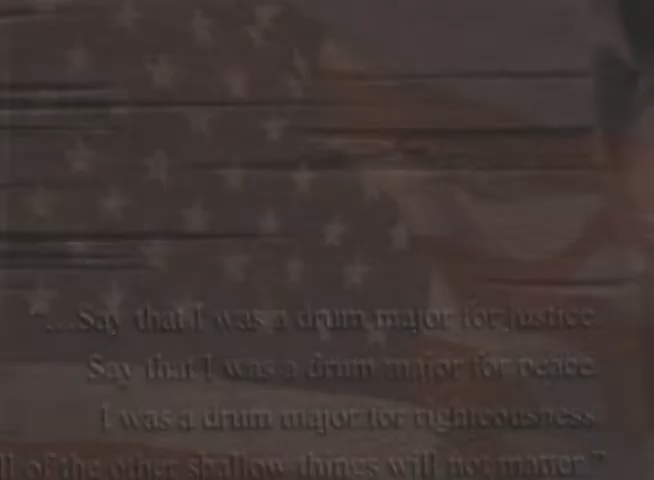 "...Say that I was a drum major for justice.
Say that I was a drum major for peace
I was a drum major for righteousness
ll of the other shallow things will not matter."